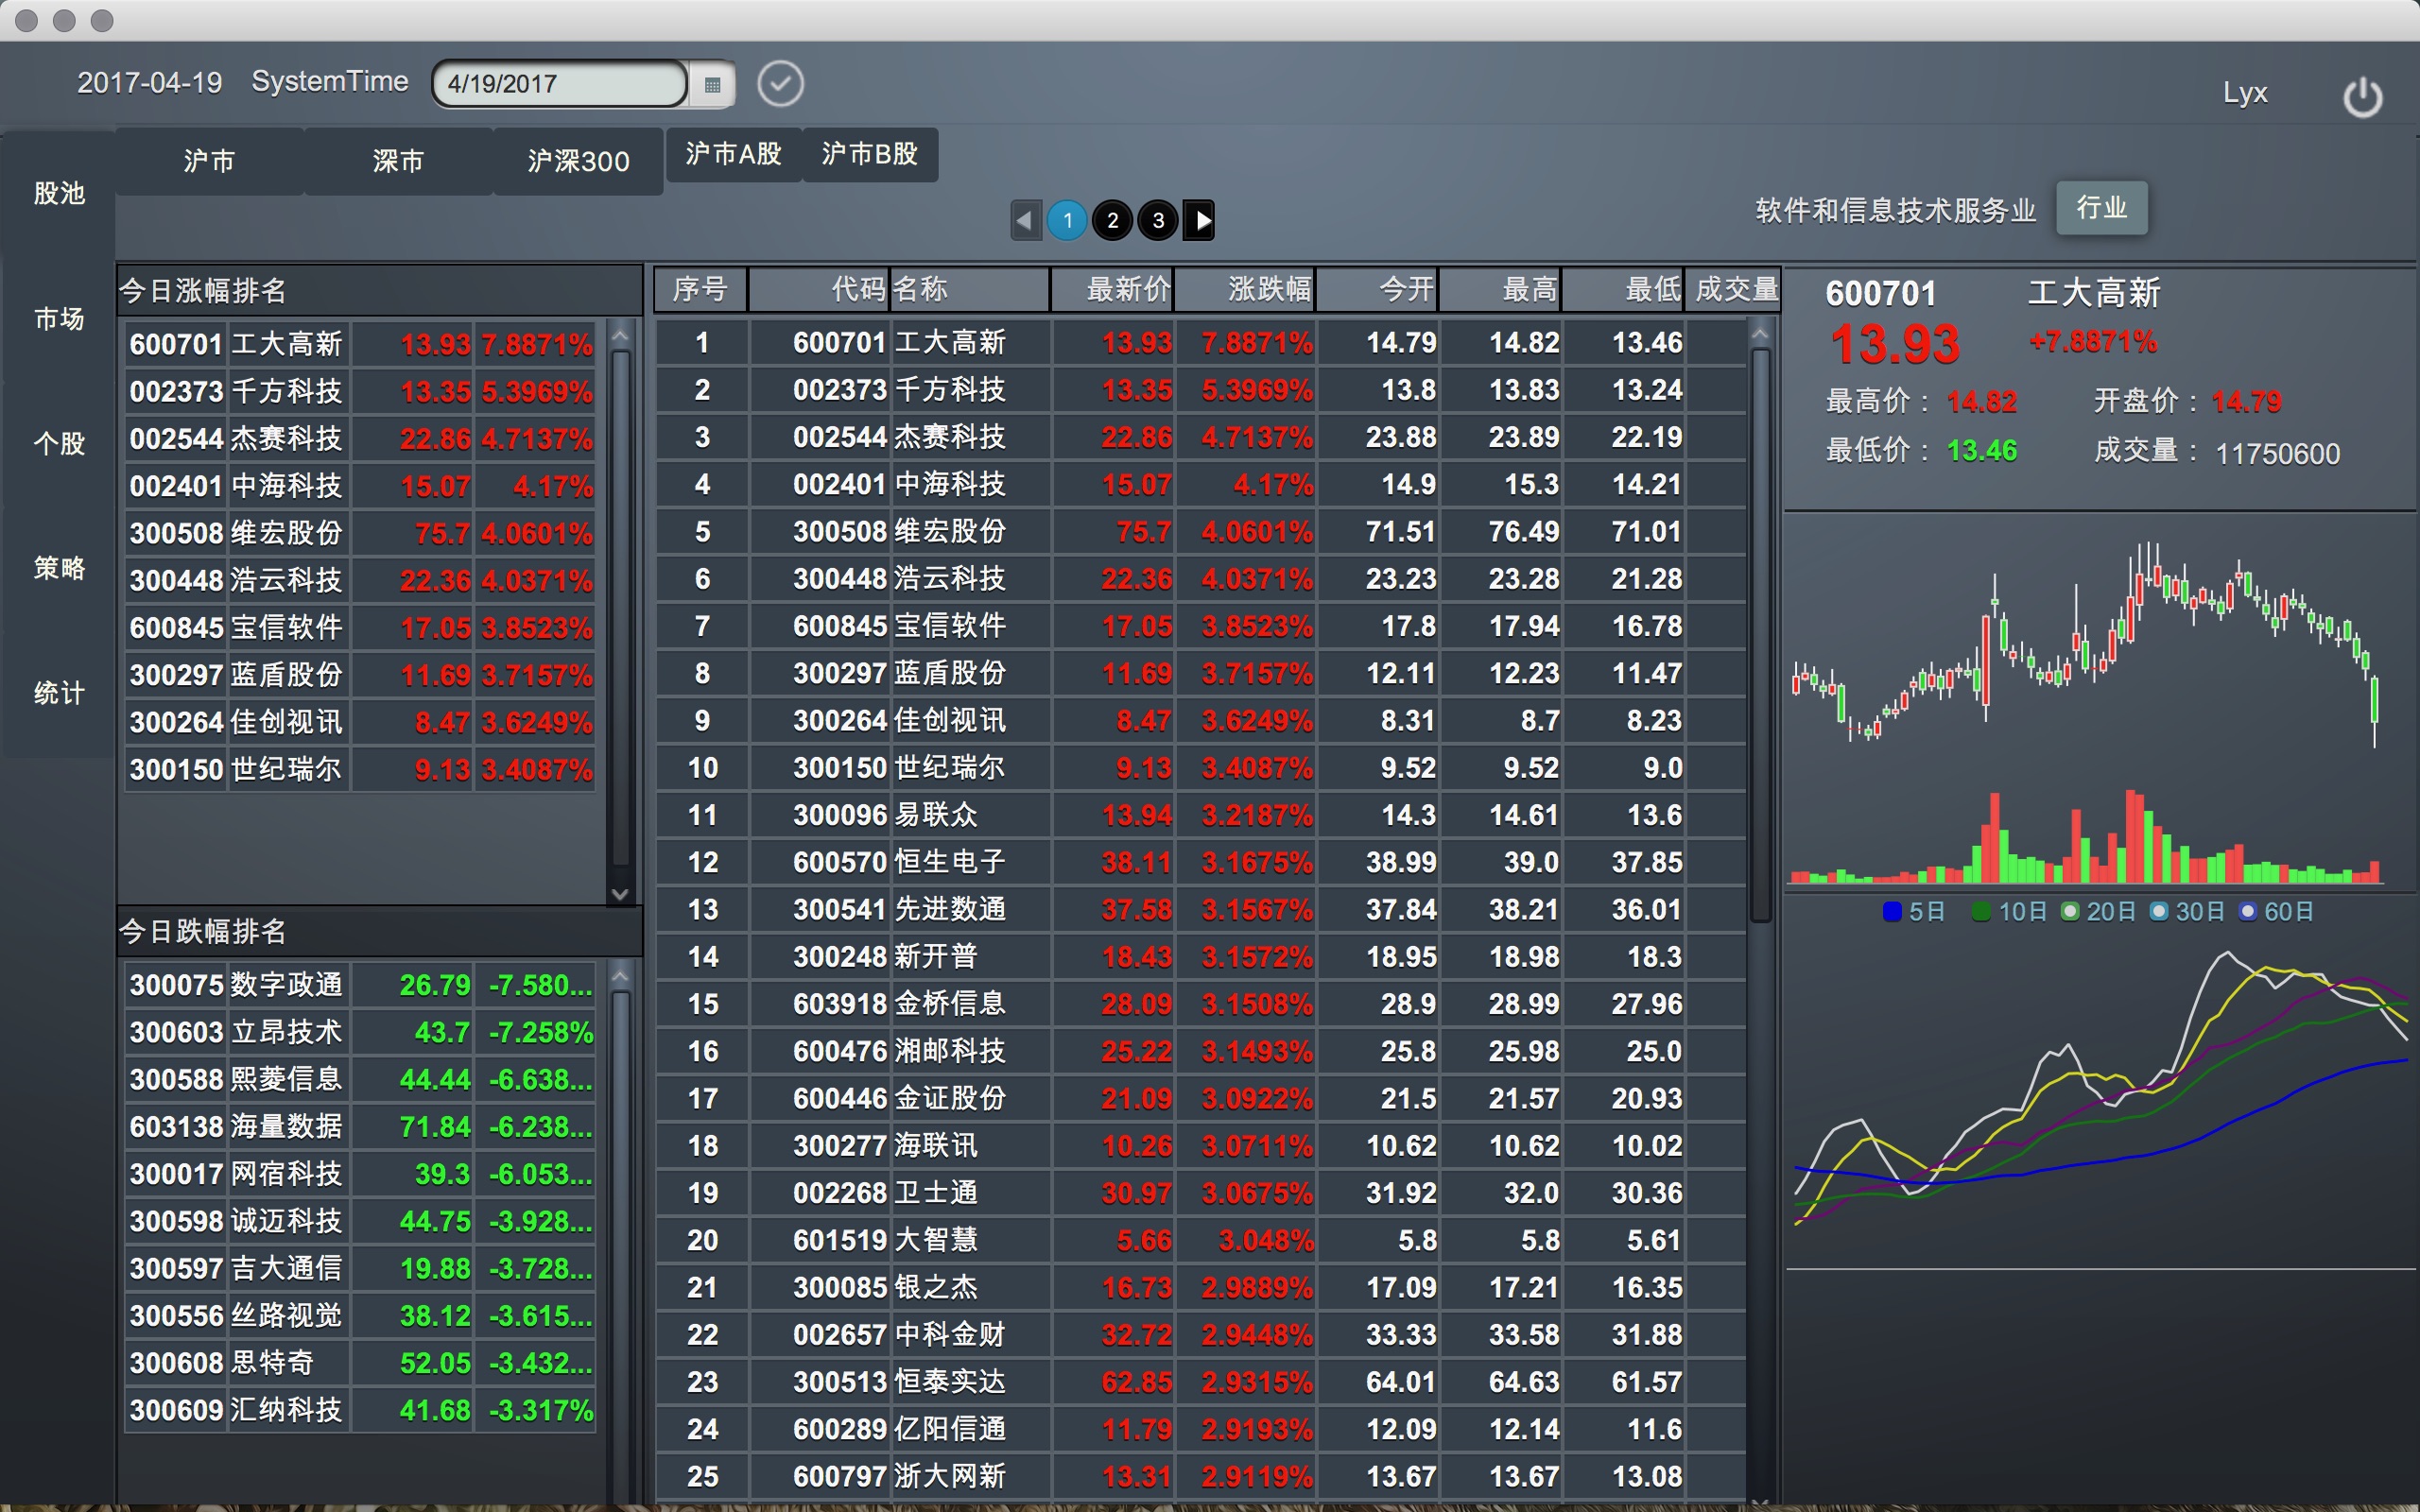 2017-04-19 SystemTime 4/19/2017 Lyx
沪市 深市 沪深300 沪市A股 沪市B股
股池
市场
个股
策略
统计
1 2 3
软件和信息技术服务业 行业
今日涨幅排名
600701 工大高新 13.93 7.8871%
002373 千方科技 13.35 5.3969%
002544 杰赛科技 22.86 4.7137%
002401 中海科技 15.07 4.17%
300508 维宏股份 75.7 4.0601%
300448 浩云科技 22.36 4.0371%
600845 宝信软件 17.05 3.8523%
300297 蓝盾股份 11.69 3.7157%
300264 佳创视讯 8.47 3.6249%
300150 世纪瑞尔 9.13 3.4087%
今日跌幅排名
300075 数字政通 26.79 -7.580...
300603 立昂技术 43.7 -7.258%
300588 熙菱信息 44.44 -6.638...
603138 海量数据 71.84 -6.238...
300017 网宿科技 39.3 -6.053...
300598 诚迈科技 44.75 -3.928...
300597 吉大通信 19.88 -3.728...
300556 丝路视觉 38.12 -3.615...
300608 思特奇 52.05 -3.432...
300609 汇纳科技 41.68 -3.317%
序号 代码 名称 最新价 涨跌幅 今开 最高 最低 成交量
1 600701 工大高新 13.93 7.8871% 14.79 14.82 13.46
2 002373 千方科技 13.35 5.3969% 13.8 13.83 13.24
3 002544 杰赛科技 22.86 4.7137% 23.88 23.89 22.19
4 002401 中海科技 15.07 4.17% 14.9 15.3 14.21
5 300508 维宏股份 75.7 4.0601% 71.51 76.49 71.01
6 300448 浩云科技 22.36 4.0371% 23.23 23.28 21.28
7 600845 宝信软件 17.05 3.8523% 17.8 17.94 16.78
8 300297 蓝盾股份 11.69 3.7157% 12.11 12.23 11.47
9 300264 佳创视讯 8.47 3.6249% 8.31 8.7 8.23
10 300150 世纪瑞尔 9.13 3.4087% 9.52 9.52 9.0
11 300096 易联众 13.94 3.2187% 14.3 14.61 13.6
12 600570 恒生电子 38.11 3.1675% 38.99 39.0 37.85
13 300541 先进数通 37.58 3.1567% 37.84 38.21 36.01
14 300248 新开普 18.43 3.1572% 18.95 18.98 18.3
15 603918 金桥信息 28.09 3.1508% 28.9 28.99 27.96
16 600476 湘邮科技 25.22 3.1493% 25.8 25.98 25.0
17 600446 金证股份 21.09 3.0922% 21.5 21.57 20.93
18 300277 海联讯 10.26 3.0711% 10.62 10.62 10.02
19 002268 卫士通 30.97 3.0675% 31.92 32.0 30.36
20 601519 大智慧 5.66 3.048% 5.8 5.8 5.61
21 300085 银之杰 16.73 2.9889% 17.09 17.21 16.35
22 002657 中科金财 32.72 2.9448% 33.33 33.58 31.88
23 300513 恒泰实达 62.85 2.9315% 64.01 64.63 61.57
24 600289 亿阳信通 11.79 2.9193% 12.09 12.14 11.6
25 600797 浙大网新 13.31 2.9119% 13.67 13.67 13.08
600701 工大高新
13.93 +7.8871%
最高价： 14.82 开盘价： 14.79
最低价： 13.46 成交量： 11750600
5日 10日 20日 30日 60日